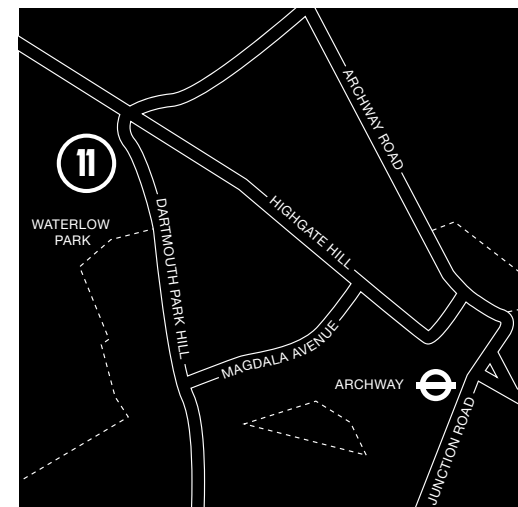 ARCHWAY ROAD
11
WATERLOW
PARK
DARTMOUTH PARK HILL
HIGHGATE HILL
MAGDALA AVENUE
ARCHWAY
JUNCTION ROAD